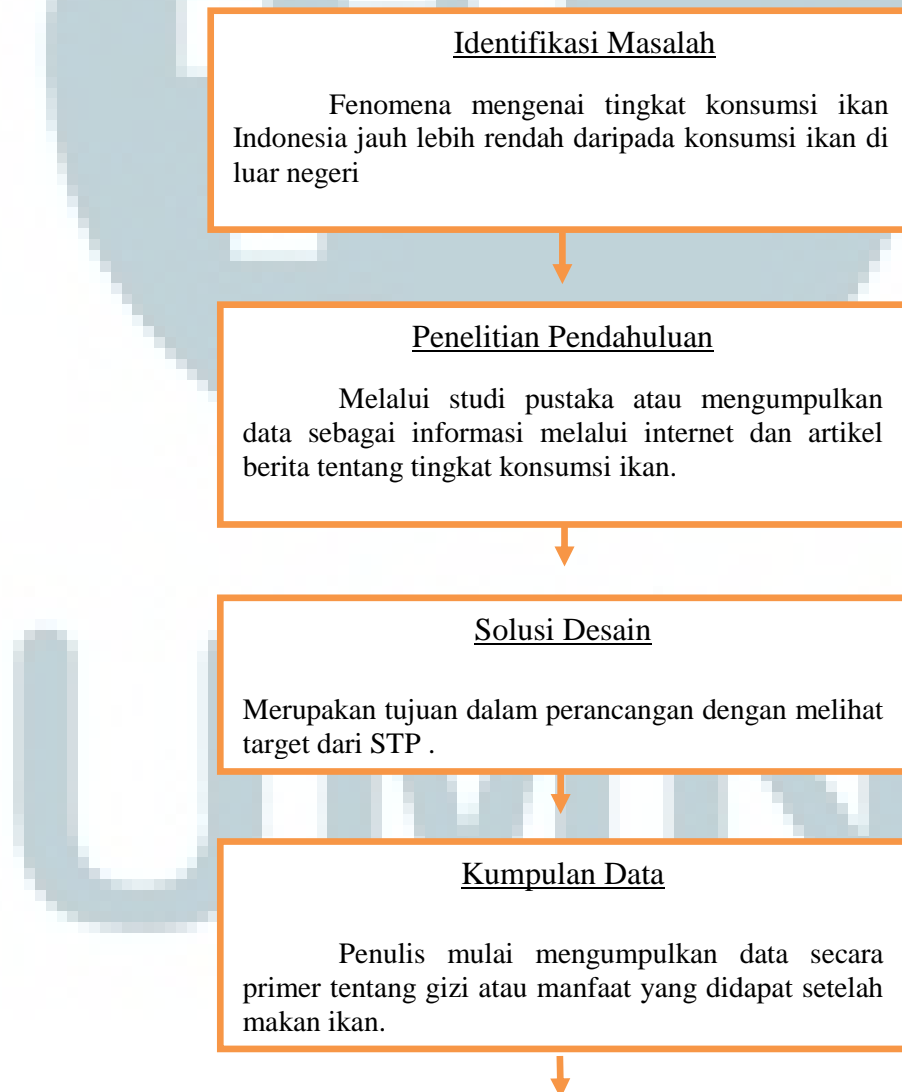 Identifikasi Masalah
Fenomena mengenai tingkat konsumsi ikan
Indonesia jauh lebih rendah daripada konsumsi ikan di
luar negeri
Penelitian Pendahuluan
Melalui studi pustaka atau mengumpulkan
data sebagai informasi melalui internet dan artikel
berita tentang tingkat konsumsi ikan.
Solusi Desain
Merupakan tujuan dalam perancangan dengan melihat
target dari STP .
Kumpulan Data
Penulis mulai mengumpulkan data secara
primer tentang gizi atau manfaat yang didapat setelah
makan ikan.